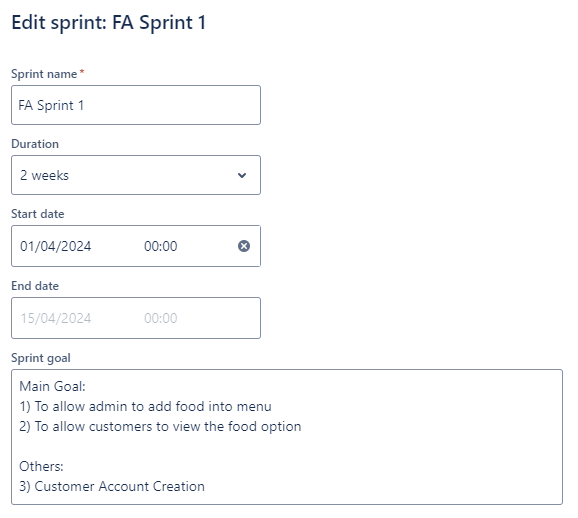 Edit sprint: FA Sprint 1
Sprint name*
FA Sprint 1
Duration
2 weeks
Start date
01/04/2024 00:00
End date
15/04/2024 00:00
Sprint goal
Main Goal:
1) To allow admin to add food into menu
2) To allow customers to view the food option
Others:
3) Customer Account Creation